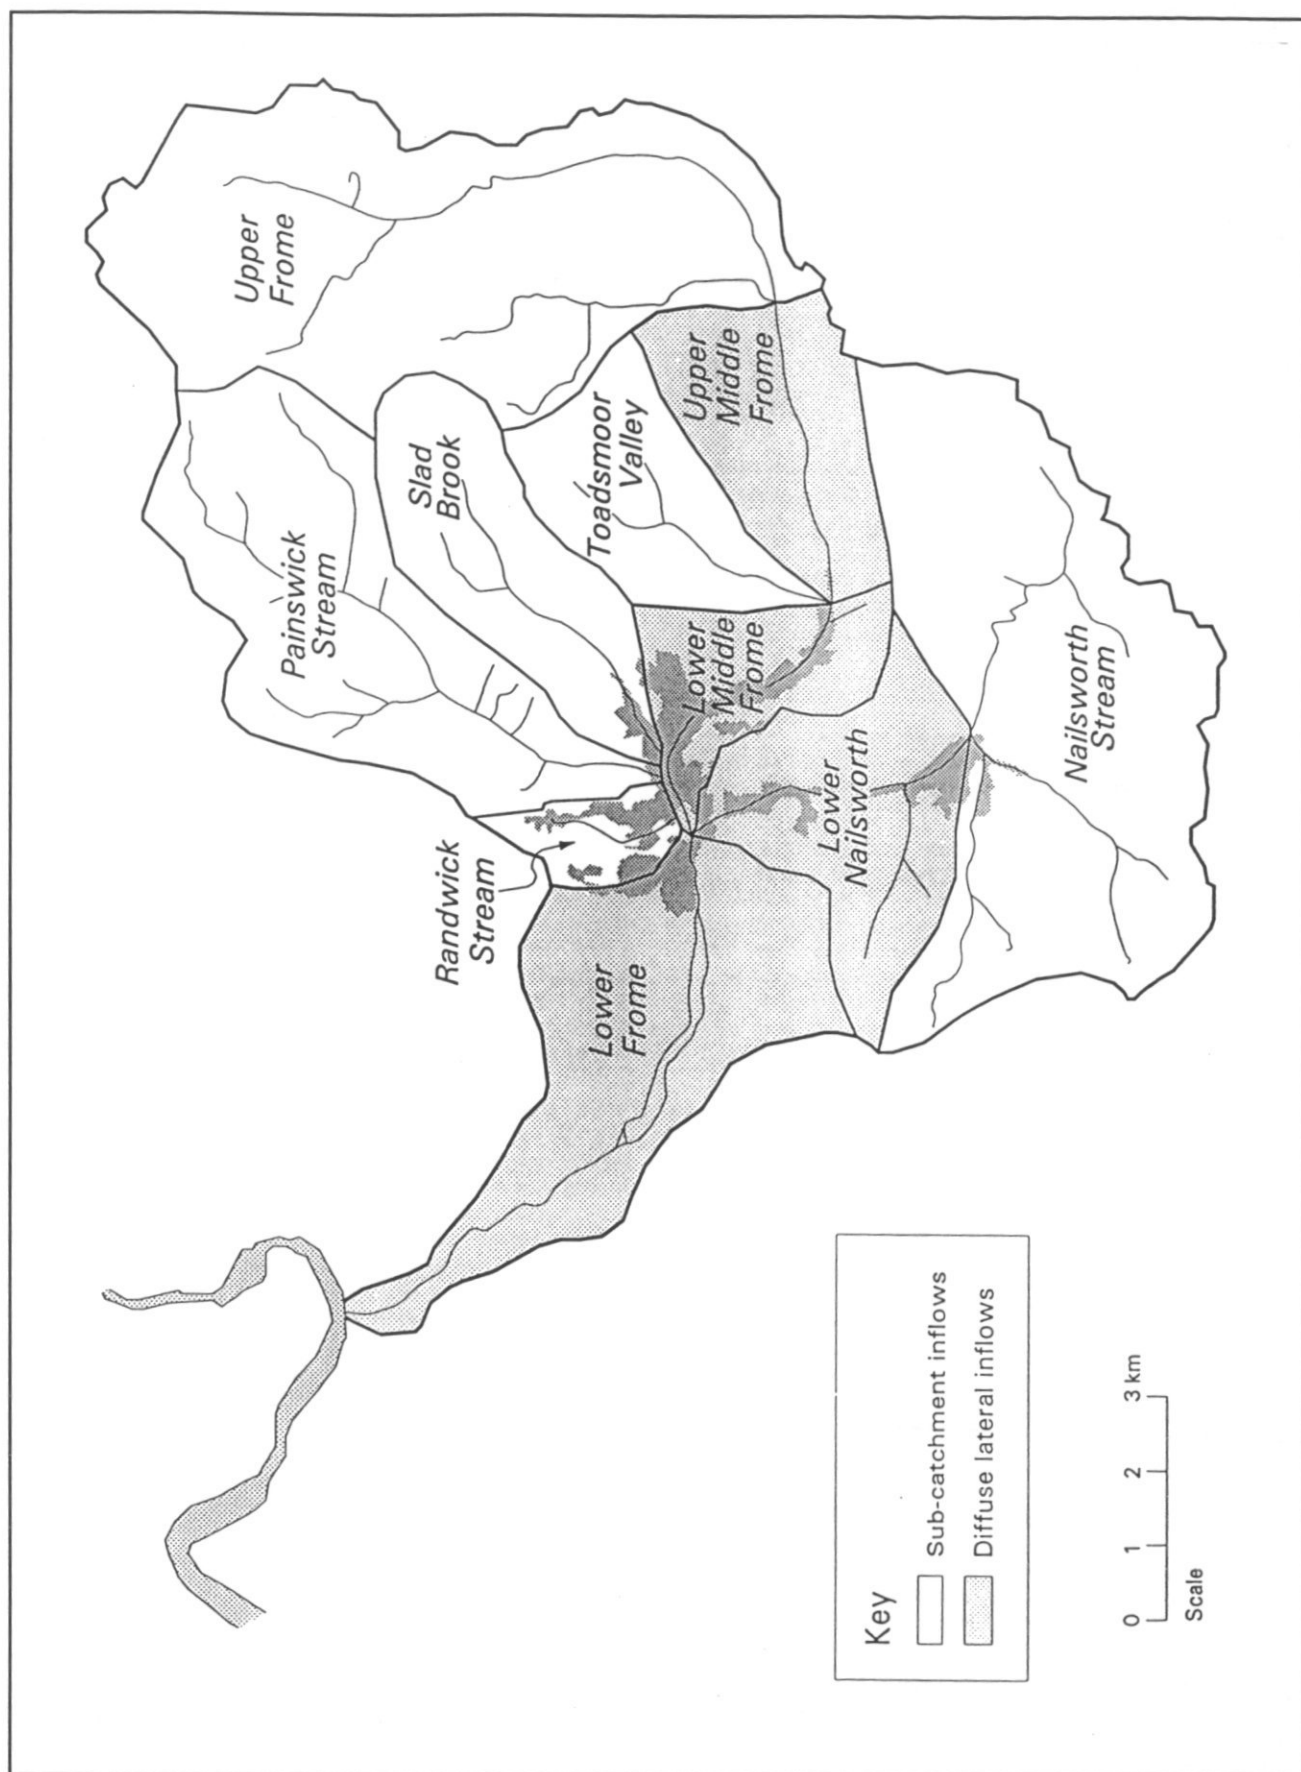 Upper
Frome
Painswick
Stream
Slad
Brook
Toadsmoor
Valley
Upper
Middle
Frome
Randwick
Stream
Lower
Middle
Frome
Lower
Frome
Lower
Nailsworth
Nailsworth
Stream
Key
Sub-catchment inflows
Diffuse lateral inflows
0 1 2 3 km
Scale